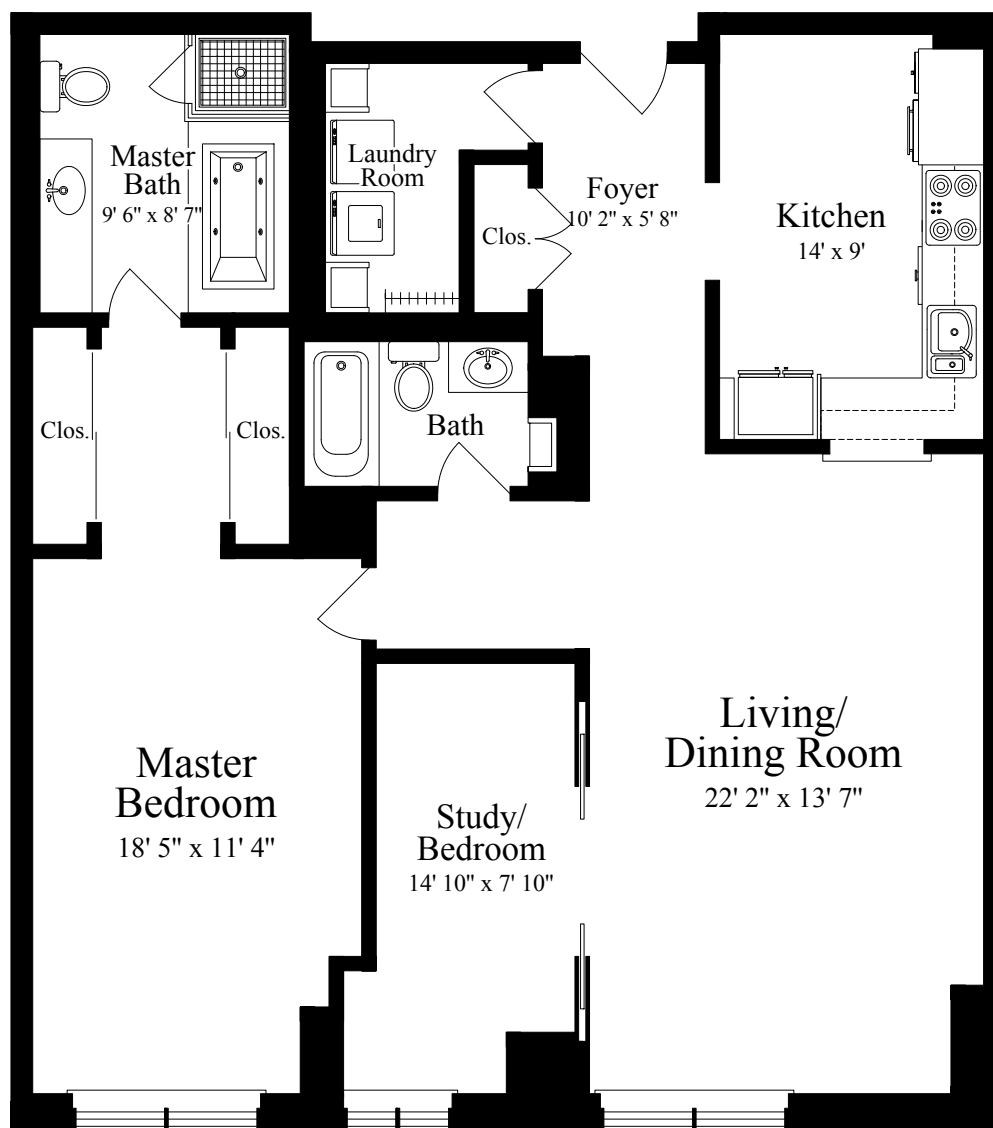 Master
Bath
9' 6" x 8' 7"
Laundry
Room
Foyer
10' 2" x 5' 8"
Clos.
Kitchen
14' x 9'
Clos.
Clos.
Bath
Master
Bedroom
18' 5" x 11' 4"
Study/
Bedroom
14' 10" x 7' 10"
Living/
Dining Room
22' 2" x 13' 7"